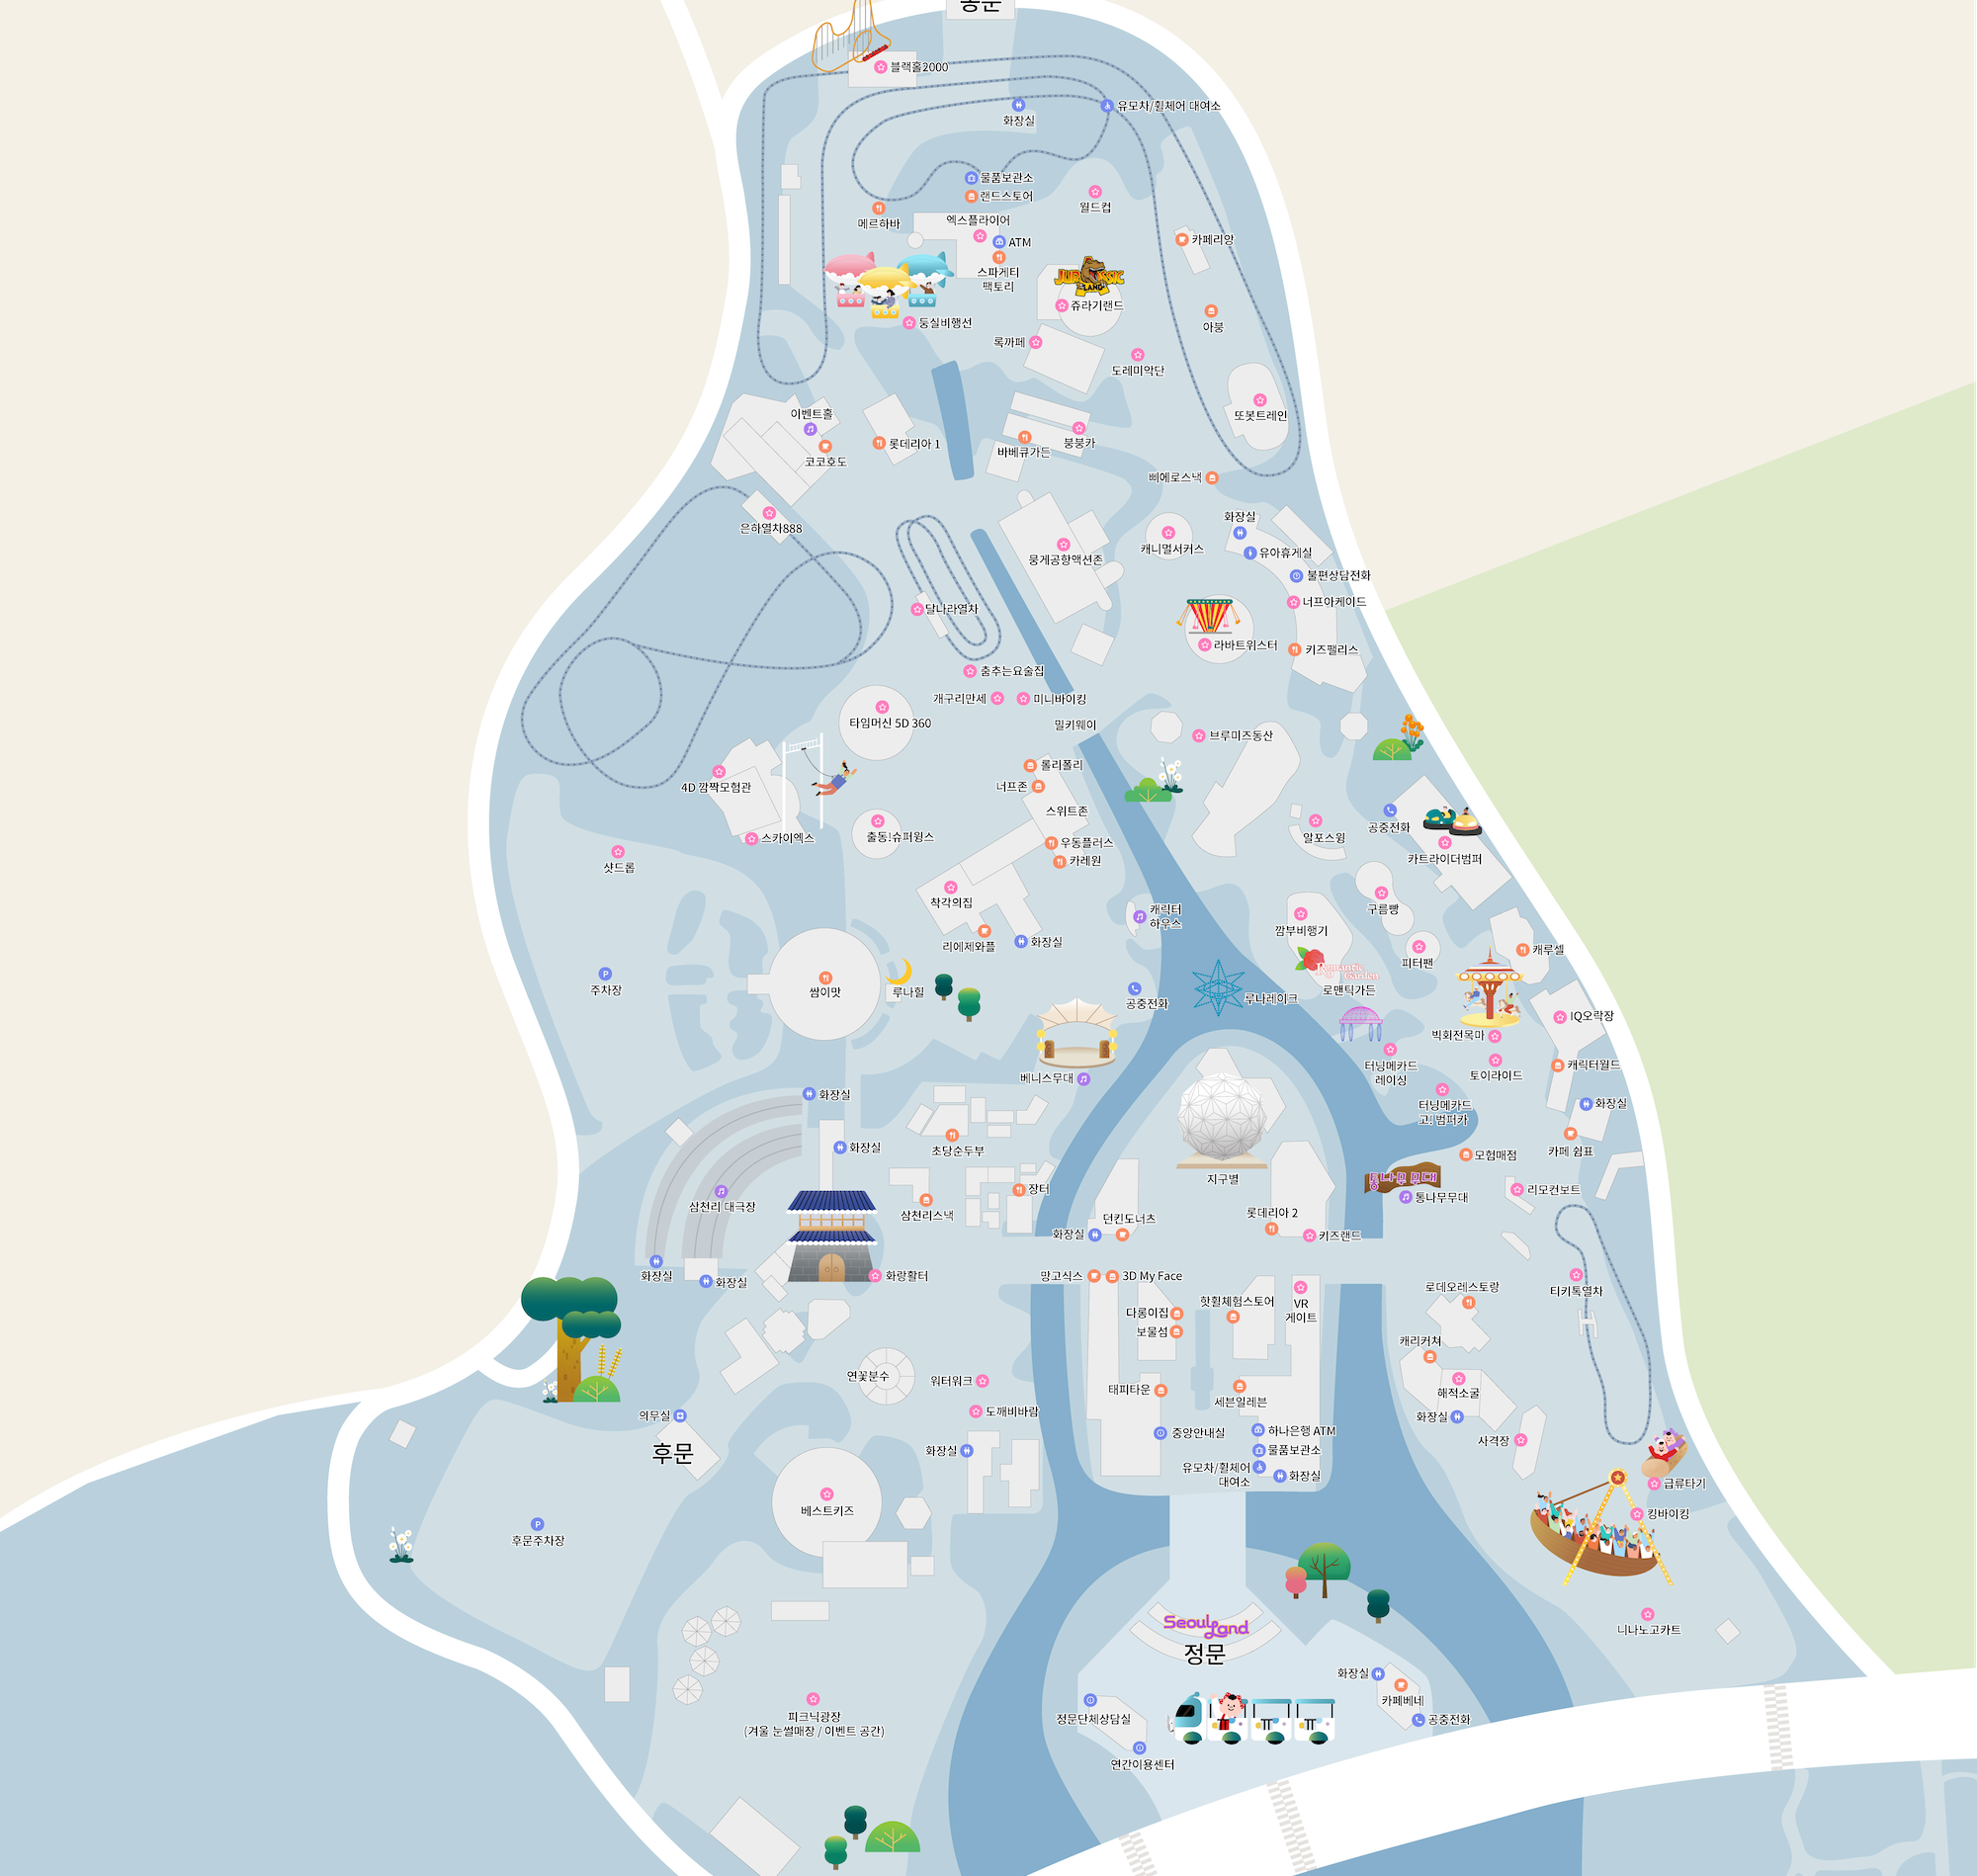 동문
블랙홀2000
화장실
유모차/휠체어 대여소
물품보관소
랜드스토어
월드컵
메르하바
엑스플라이어
ATM
카페리앙
스파게티
팩토리
JURASSIC
LAND
쥬라기랜드
둥실비행선
아붕
록까페
도레미악단
이벤트홀
또봇트레인
롯데리아 1
붕붕카
바베큐가든
코코호도
삐에로스낵
은하열차888
화장실
캐니멀서커스
유아휴게실
뭉게공항액션존
불편상담전화
달나라열차
너프아케이드
라바트위스터
키즈팰리스
춤추는요술집
개구리만세
미니바이킹
타임머신 5D 360
밀키웨이
브루미즈동산
롤리폴리
4D 깜짝모험관
너프존
스위트존
공중전화
스카이엑스
출동!슈퍼윙스
알포스윙
우동플러스
카트라이더범퍼
샷드롭
카레원
착각의집
캐릭터
하우스
구름빵
깜부비행기
리에제와플
화장실
캐루셀
피터팬
Romantic
Garden
주차장
쌈이맛
루나힐
로맨틱가든
공중전화
루나레이크
IQ오락장
빅회전목마
터닝메카드
레이싱
캐릭터월드
베니스무대
토이라이드
화장실
터닝메카드
고! 범퍼카
화장실
화장실
초당순두부
카페 쉼표
모험매점
지구별
통나무 무대
장터
리모컨보트
통나무무대
삼천리 대극장
삼천리스낵
던킨도너츠
롯데리아 2
화장실
키즈랜드
화장실
화장실
화랑활터
망고식스
3D My Face
로데오레스토랑
티키톡열차
핫휠체험스토어
VR
게이트
다롱이집
보물섬
캐리커쳐
연꽃분수
워터워크
태피타운
세븐일레븐
해적소굴
도깨비바람
의무실
화장실
후문
중앙안내실
하나은행 ATM
사격장
화장실
물품보관소
유모차/휠체어
대여소
화장실
급류타기
베스트키즈
킹바이킹
후문주차장
Seoul Land
정문
니나노고카트
화장실
카페베네
피크닉광장
(겨울 눈썰매장 / 이벤트 공간)
정문단체상담실
공중전화
연간이용센터